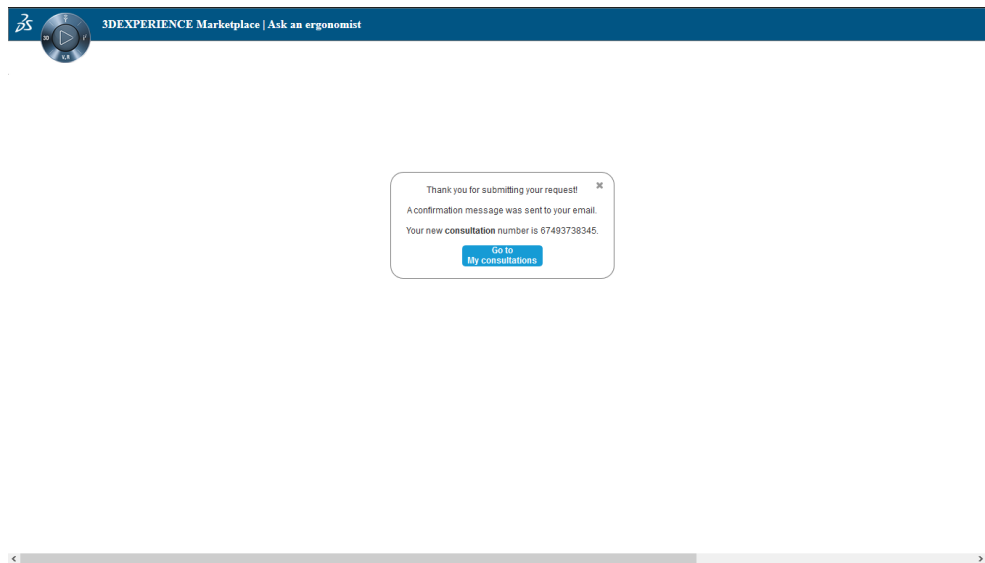 3DEXPERIENCE Marketplace | Ask an ergonomist
3D
V.R
Thank you for submitting your request!
A confirmation message was sent to your email.
Your new consultation number is 67493738345.
Go to
My consultations